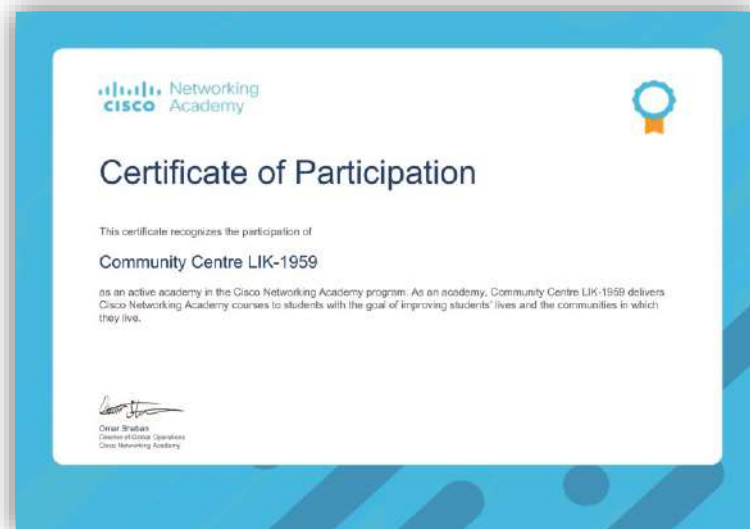 Networking
CISCO Academy
Certificate of Participation
This certificate recognizes the participation of
Community Centre LIK-1959
as an active academy in the Cisco Networking Academy program. As an academy, Community Centre LIK-1959 delivers
Cisco Networking Academy courses to students with the goal of improving students' lives and the communities in which
they live.
Omar
Director of Global Operations
Cisco Networking Academy